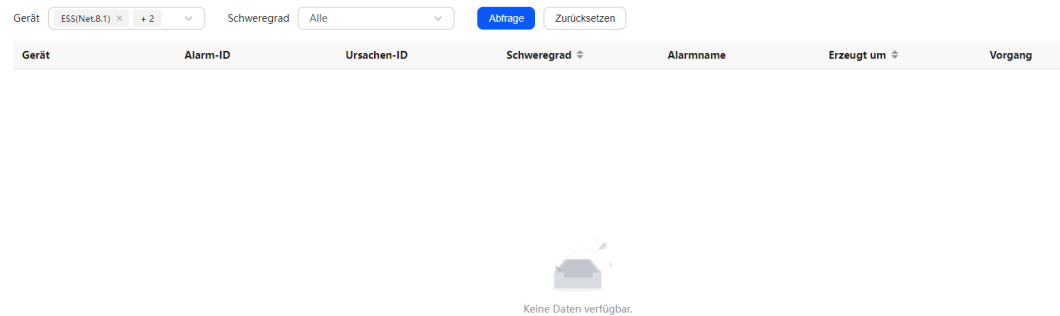 Gerät ESS(Net.8.1) × + 2 Schweregrad Alle Abfrage Zurücksetzen
Gerät Alarm-ID Ursachen-ID Schweregrad Alarmname Erzeugt um Vorgang
Keine Daten verfügbar.